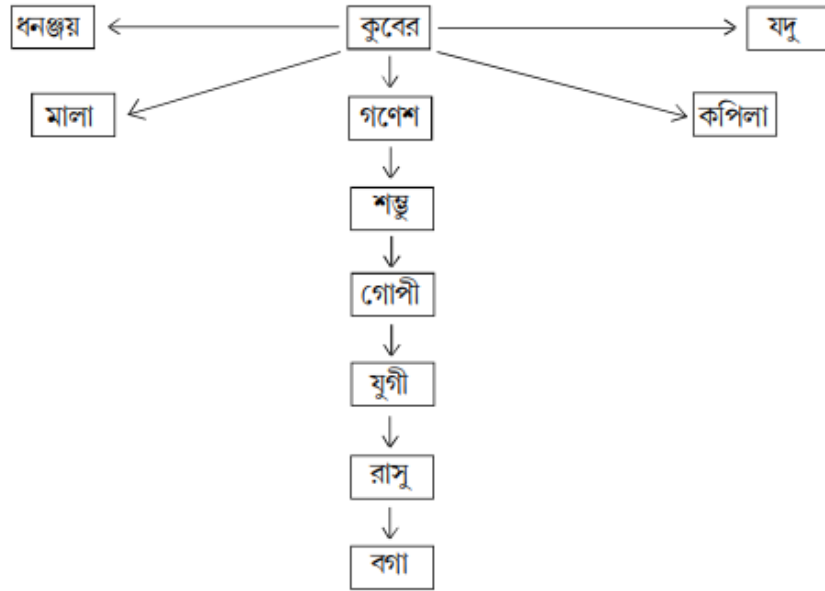 ধনঞ্জয় কুবের যদু
মালা গণেশ কপিলা
শম্ভু
গোপী
যুগী
রাসু
বগা